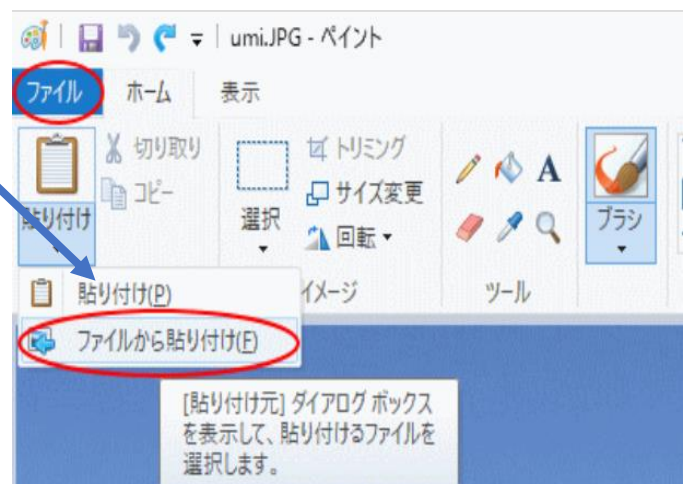 umi.JPG - ペイント
ファイル ホーム 表示
切り取り
コピー
貼り付け
選択
トリミング
サイズ変更
回転
A
ブラシ
イメージ
ツール
貼り付け(P)
ファイルから貼り付け(F)
[貼り付け元] ダイアログ ボックス
を表示して、貼り付けるファイルを
選択します。